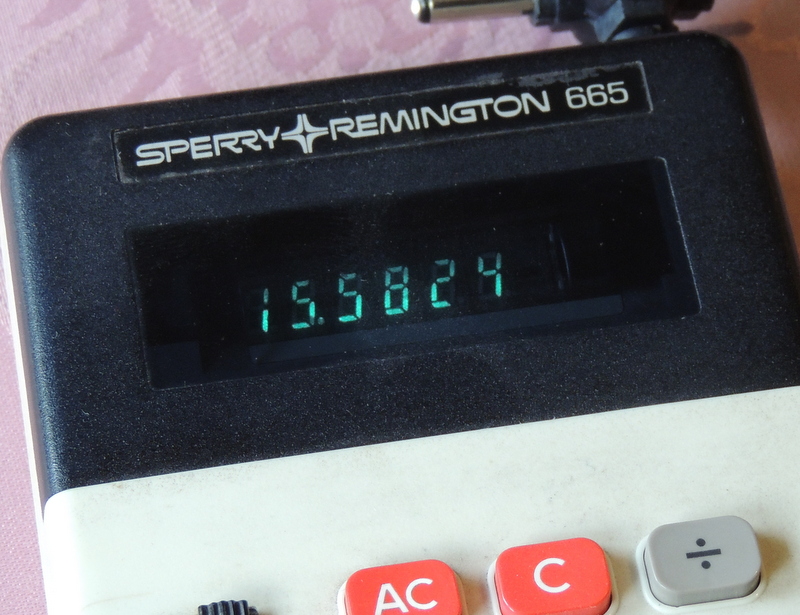 SPERRY REMINGTON 665
15.5824
AC C ÷